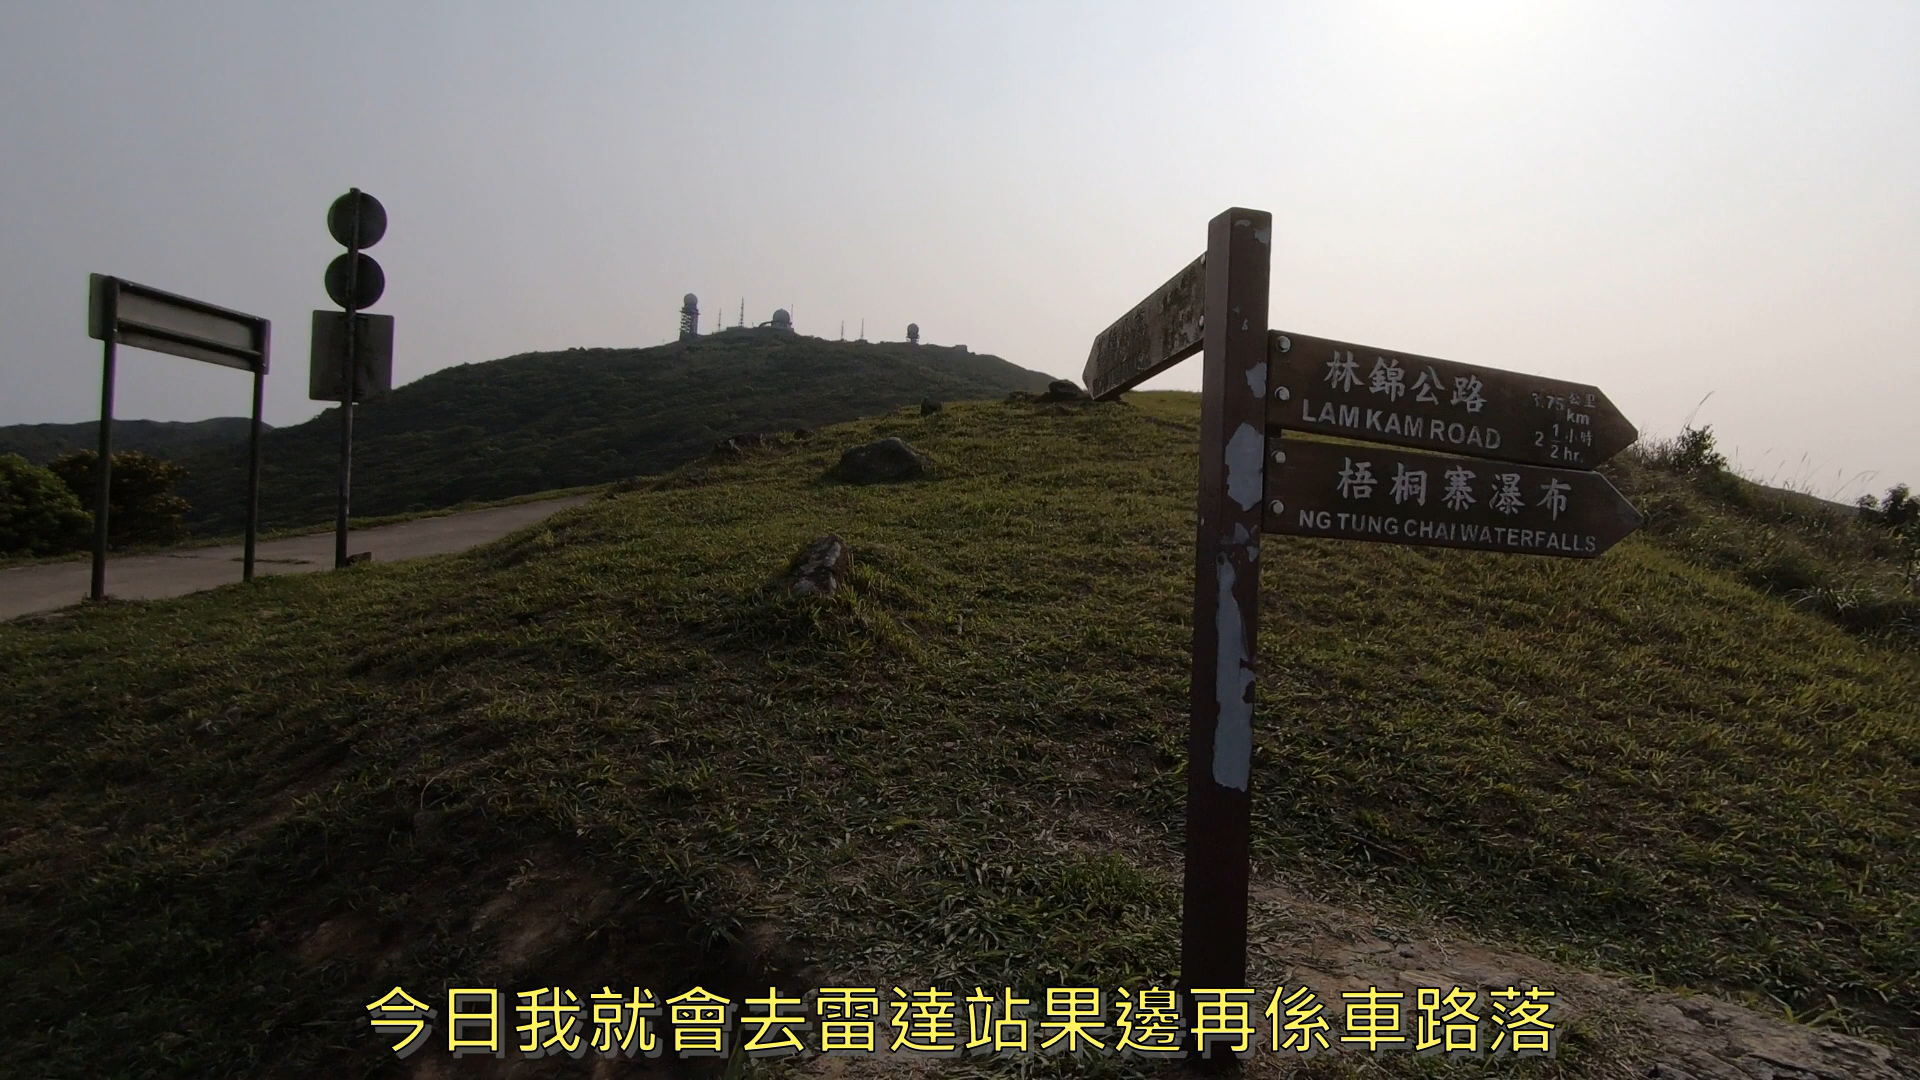 林錦公路
LAM KAM ROAD
.75 公里
km
2 1/2 小時
hr.
梧桐寨瀑布
NG TUNG CHAI WATERFALLS
今日我就會去雷達站果邊再係車路落